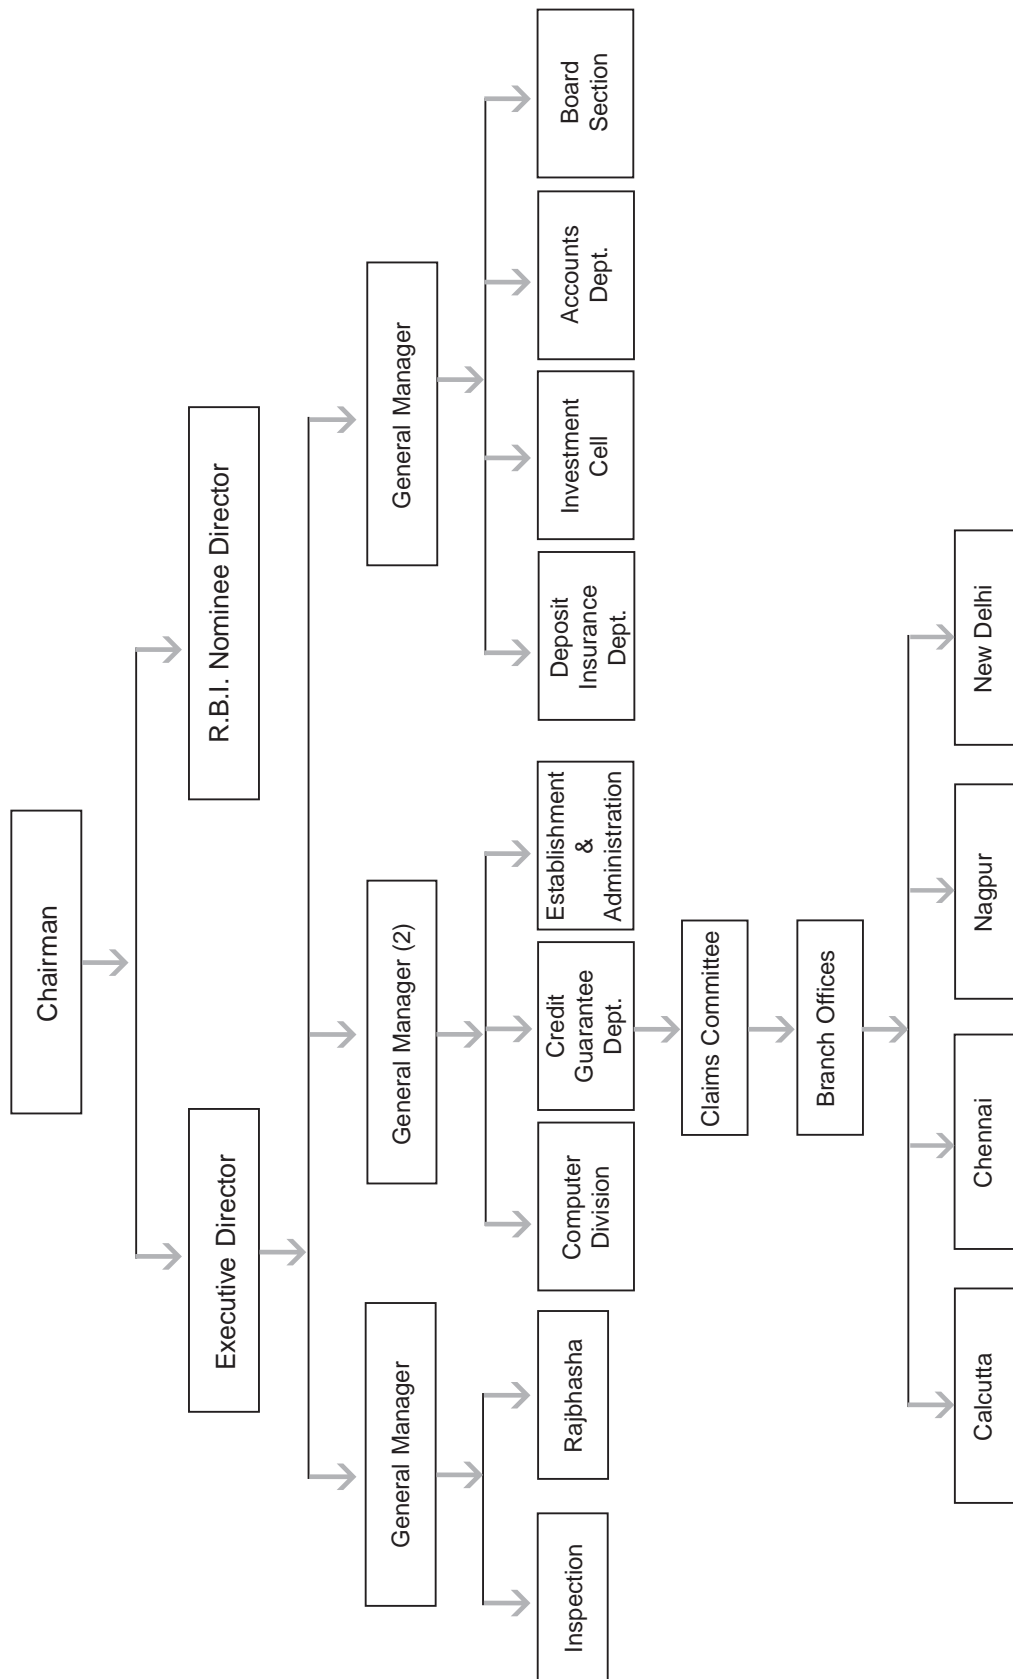 Chairman
Executive Director
R.B.I. Nominee Director
General Manager
General Manager (2)
General Manager
Inspection
Rajbhasha
Computer
Division
Credit
Guarantee
Dept.
Establishment
&
Administration
Deposit
Insurance
Dept.
Investment
Cell
Accounts
Dept.
Board
Section
Claims Committee
Branch Offices
Calcutta
Chennai
Nagpur
New Delhi